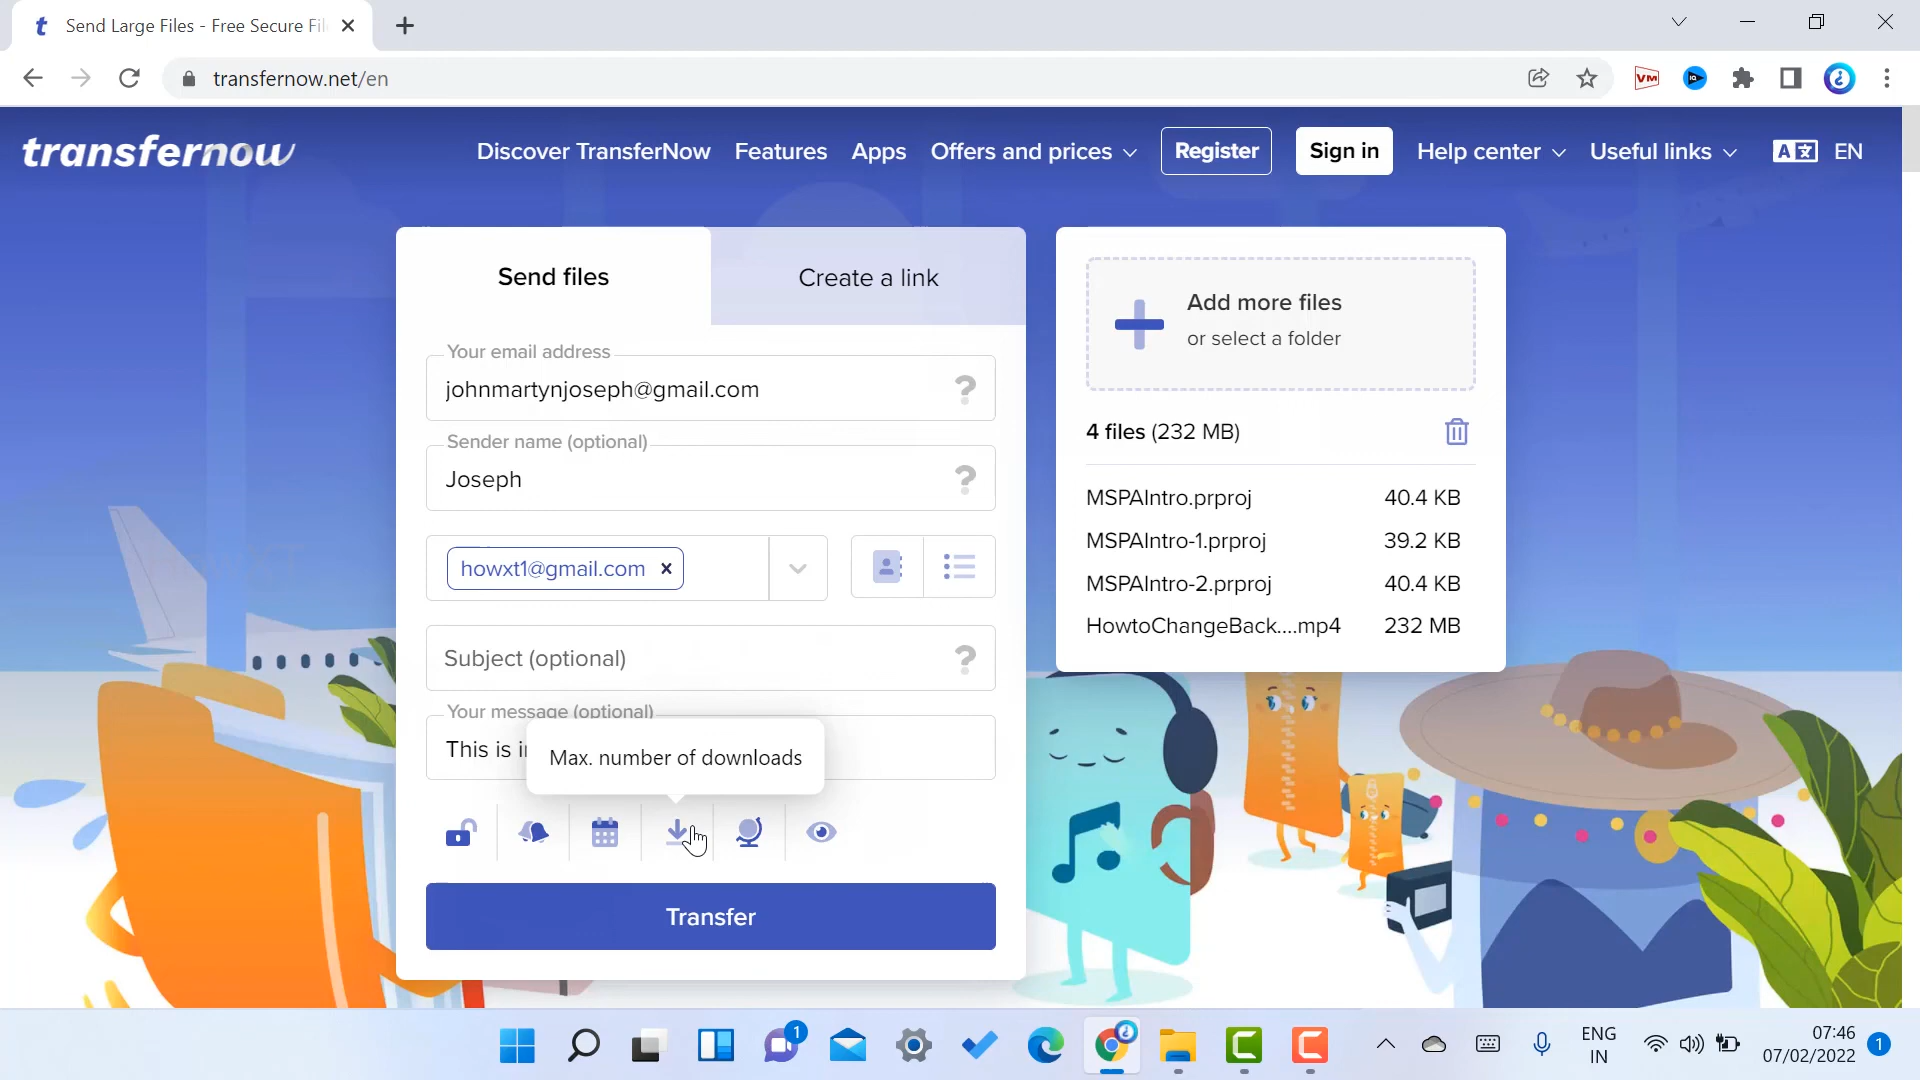 Send Large Files - Free Secure Fil
transfernow.net/en
VM
transfernow
Discover TransferNow
Features
Apps
Offers and prices
Register
Sign in
Help center
Useful links
EN
Send files
Create a link
Your email address
johnmartynjoseph@gmail.com
?
Sender name (optional)
Joseph
?
howxt1@gmail.com ×
Subject (optional)
?
Your message (optional)
This is
Max. number of downloads
Transfer
Add more files
or select a folder
4 files (232 MB)
MSPAIntro.prproj 40.4 KB
MSPAIntro-1.prproj 39.2 KB
MSPAIntro-2.prproj 40.4 KB
HowtoChangeBack....mp4 232 MB
1
ENG
IN
07:46
07/02/2022
1